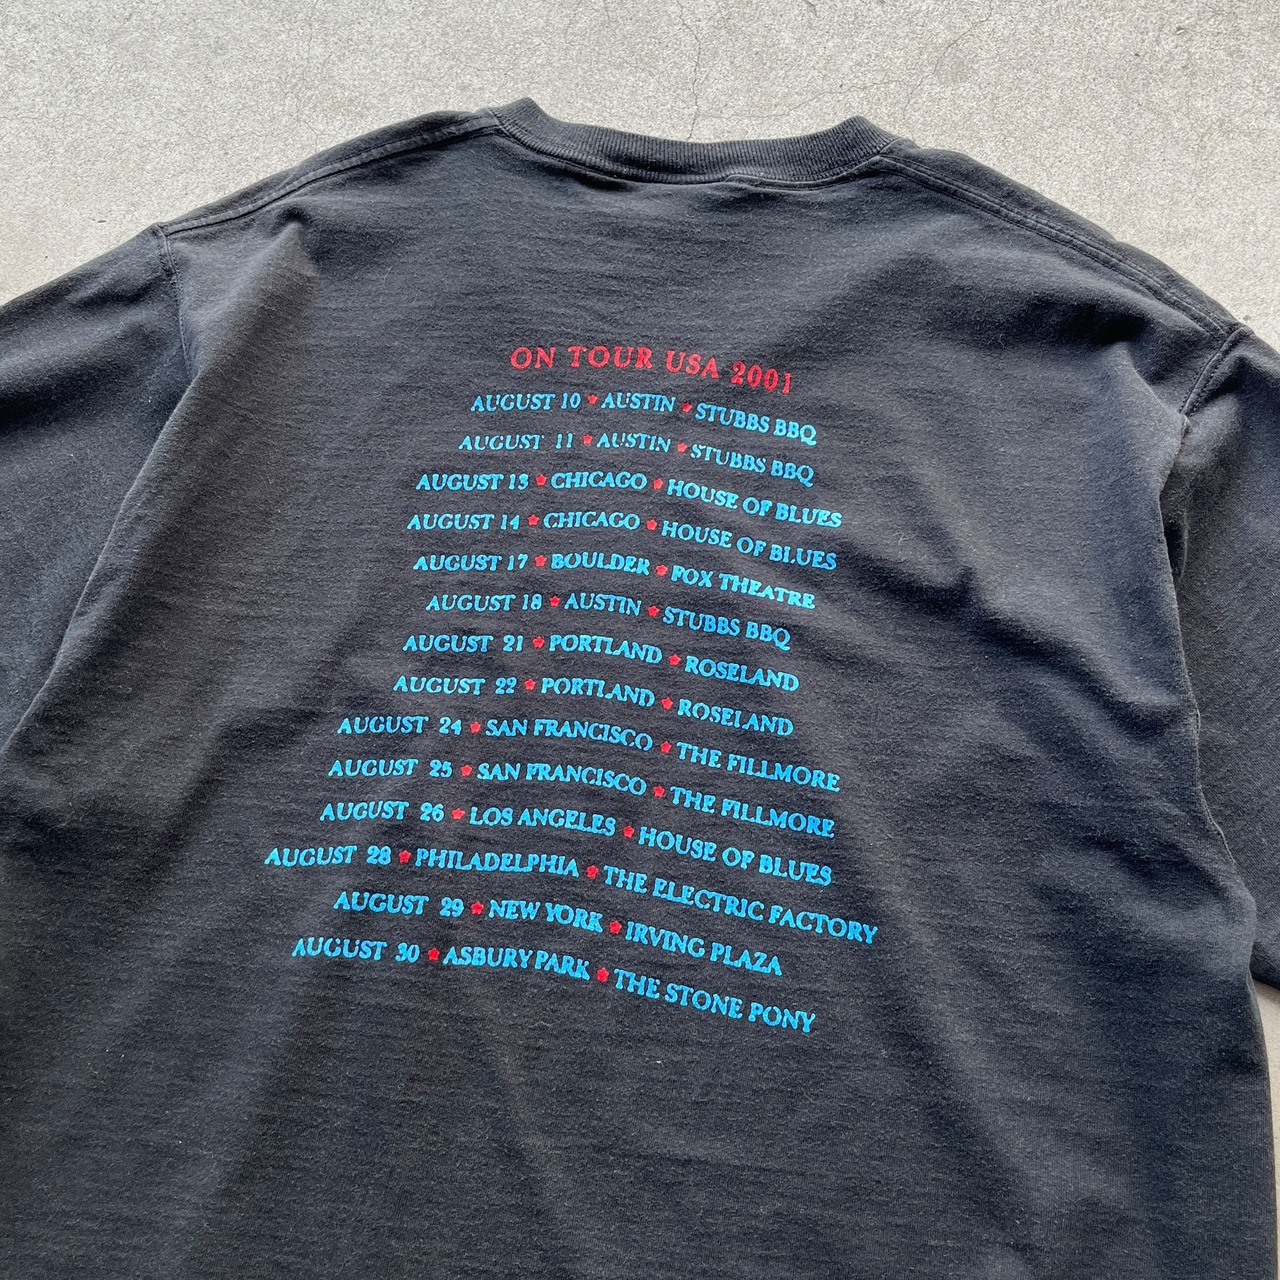 ON TOUR USA 2001
AUGUST 10 ★ AUSTIN ★ STUBBS BBQ
AUGUST 11 ★ AUSTIN ★ STUBBS BBQ
AUGUST 13 ★ CHICAGO ★ HOUSE OF BLUES
AUGUST 14 ★ CHICAGO ★ HOUSE OF BLUES
AUGUST 17 ★ BOULDER ★ FOX THEATRE
AUGUST 18 ★ AUSTIN ★ STUBBS BBQ
AUGUST 21 ★ PORTLAND ★ ROSELAND
AUGUST 22 ★ PORTLAND ★ ROSELAND
AUGUST 24 ★ SAN FRANCISCO ★ THE FILLMORE
AUGUST 25 ★ SAN FRANCISCO ★ THE FILLMORE
AUGUST 26 ★ LOS ANGELES ★ HOUSE OF BLUES
AUGUST 28 ★ PHILADELPHIA ★ THE ELECTRIC FACTORY
AUGUST 29 ★ NEW YORK ★ IRVING PLAZA
AUGUST 30 ★ ASBURY PARK ★ THE STONE PONY